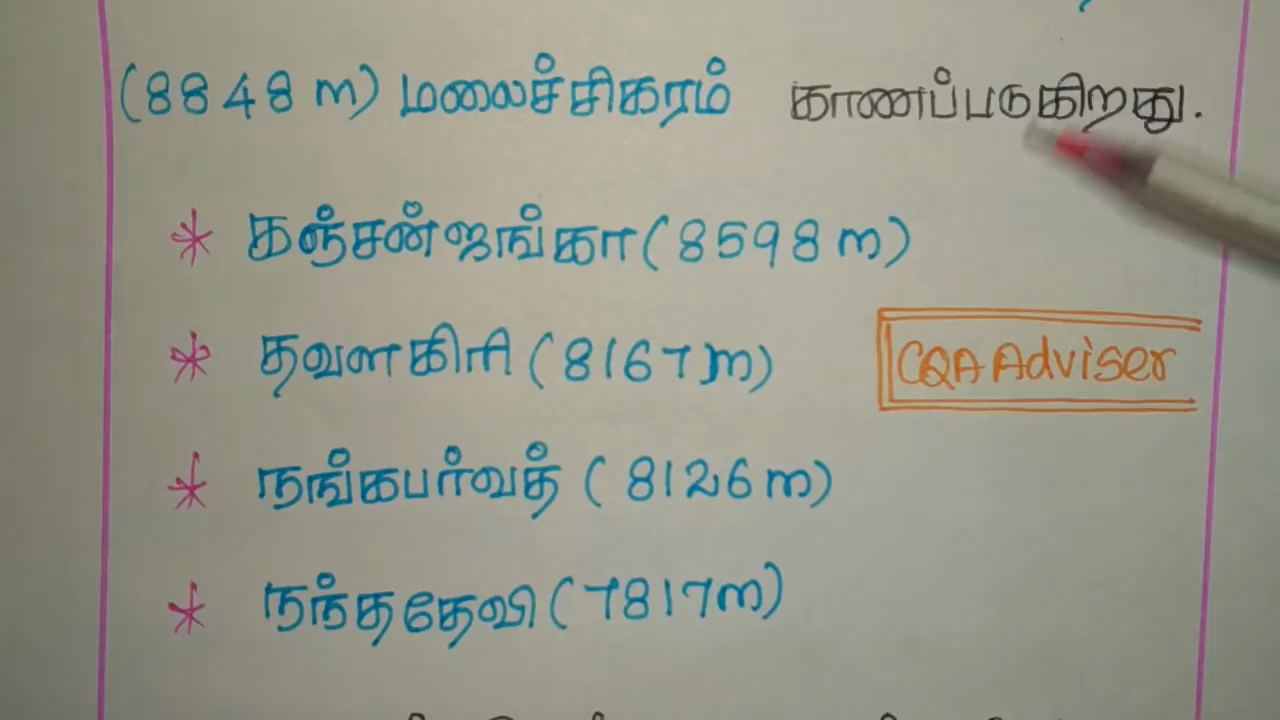 (8848 m) மலைச்சிகரம் காணப்படுகிறது.
* கஞ்சன்ஜங்கா (8598 m)
* தவளகிரி (8167 m)
CQA Adviser
* நங்கபர்வத் (8126 m)
* நந்ததேவி (7817 m)